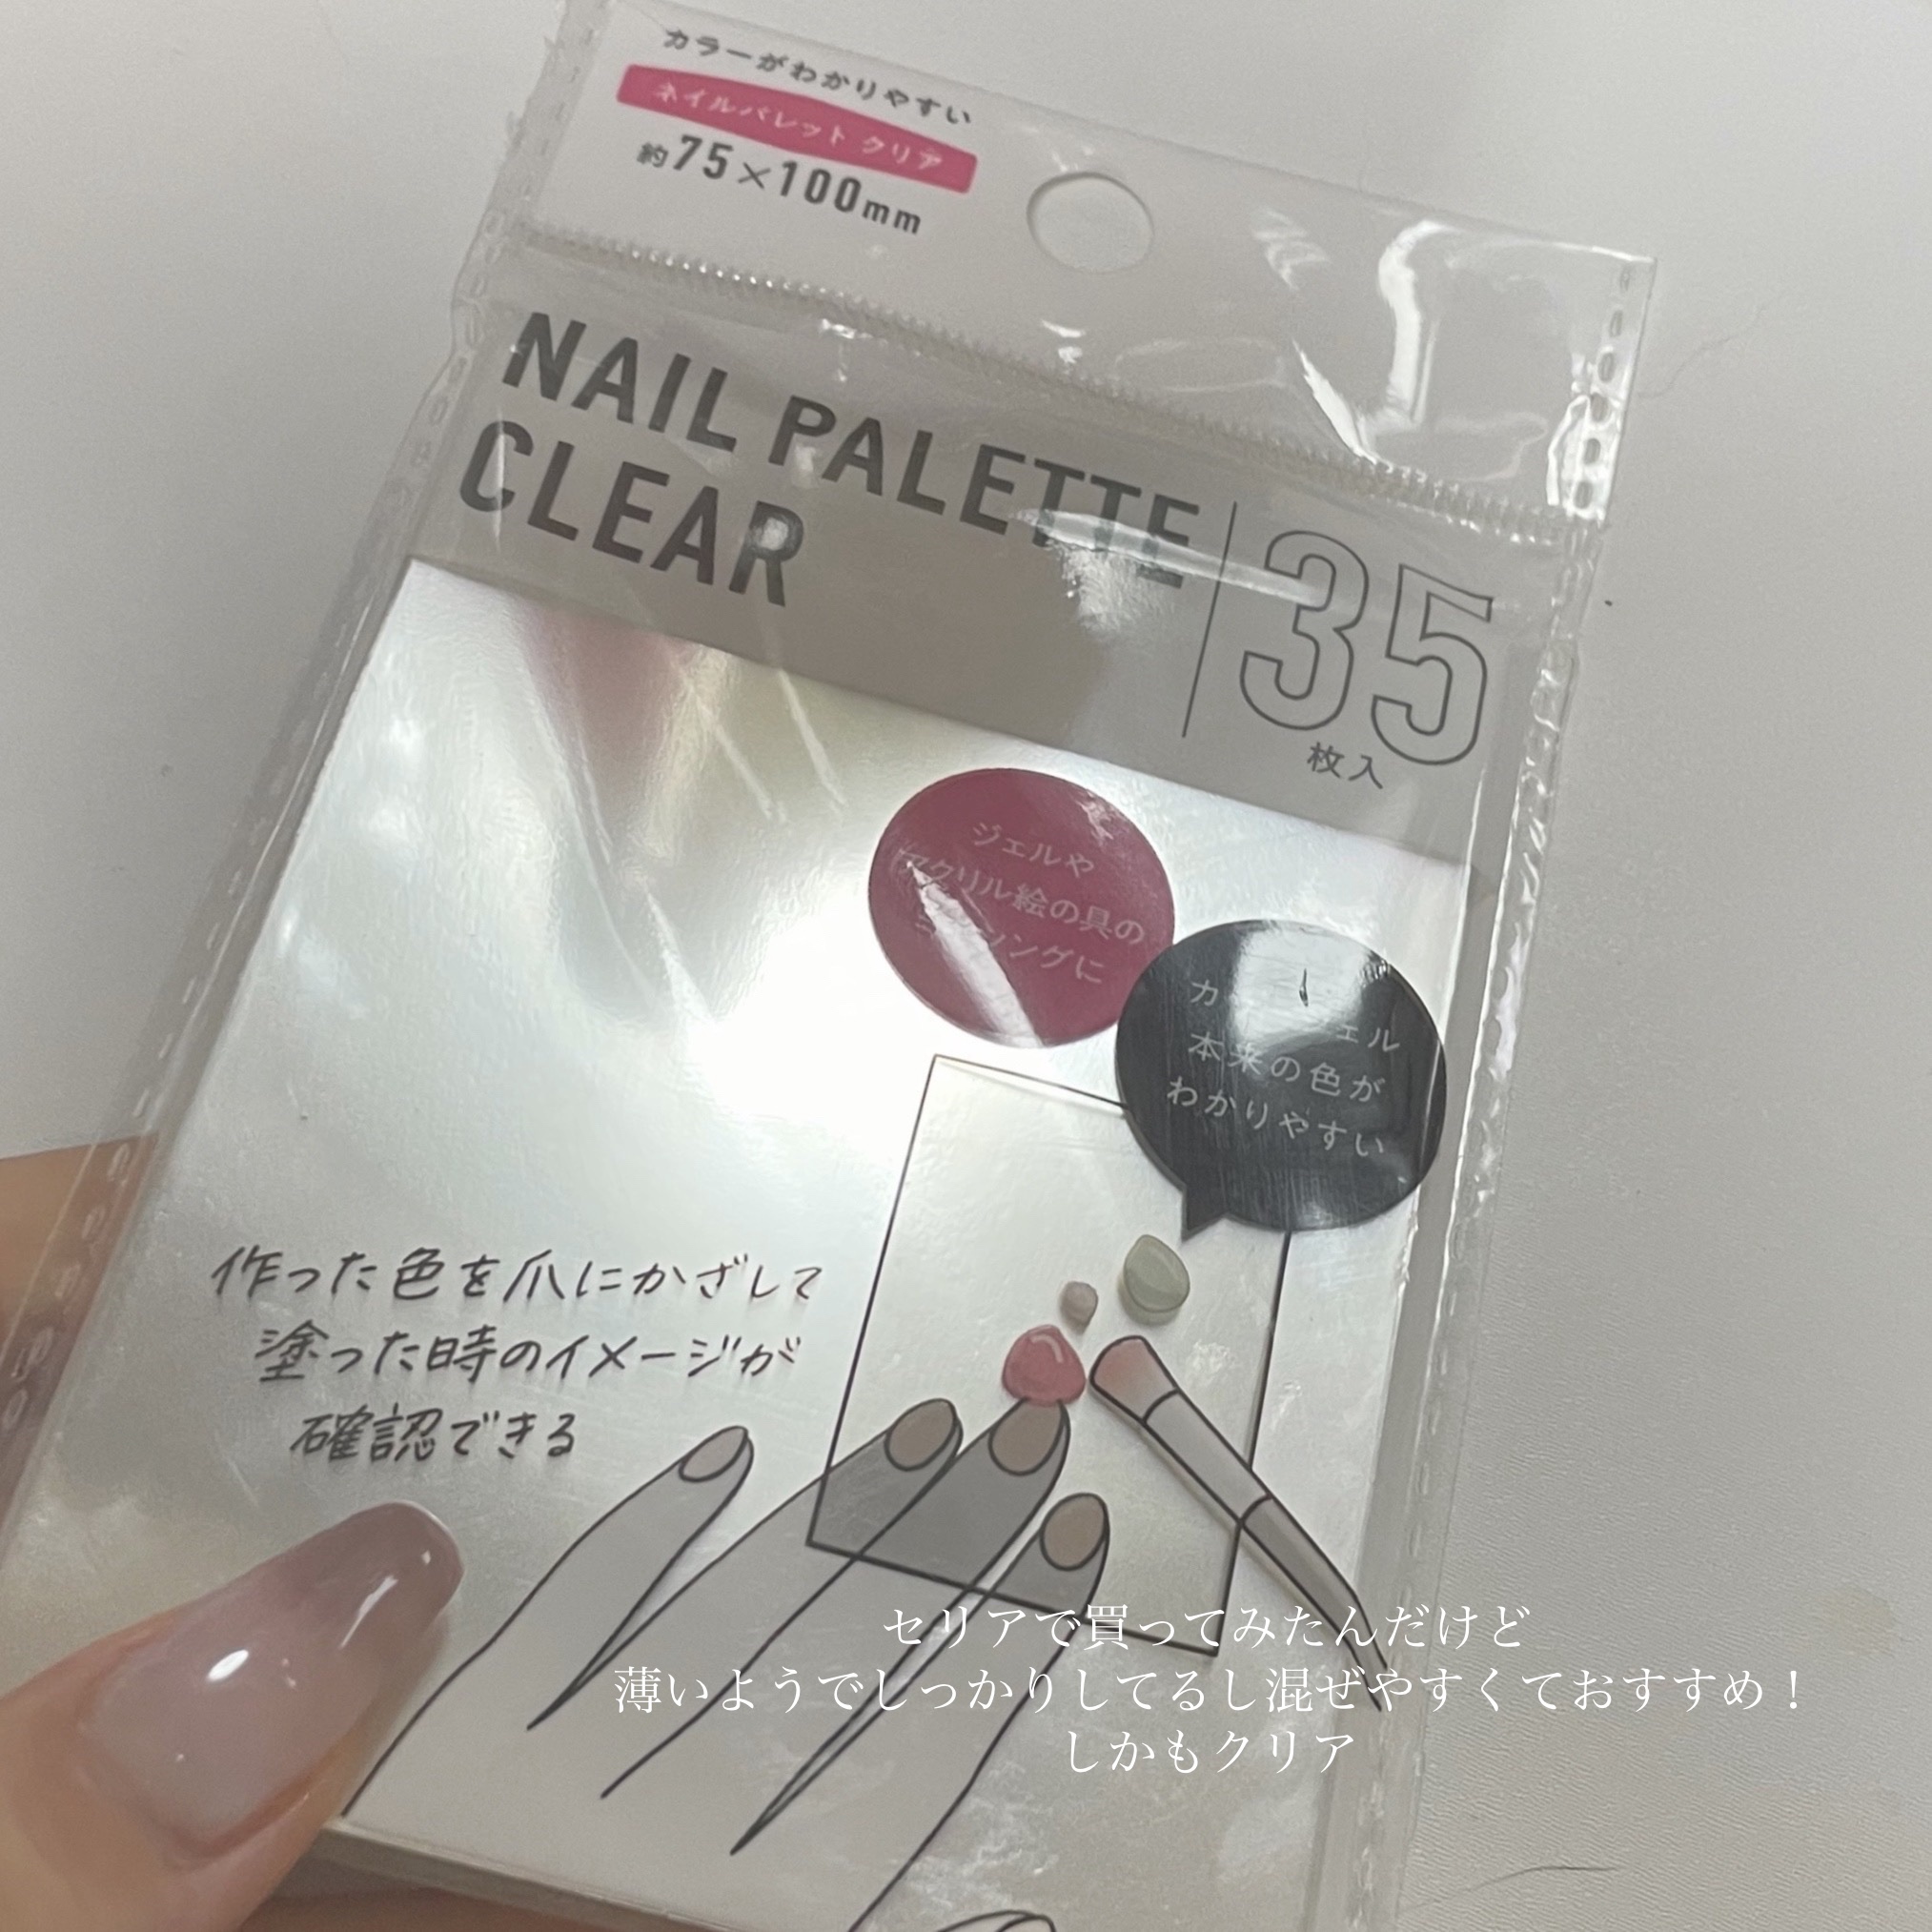 カラーがわかりやすい
ネイルパレット クリア
約75×100mm
NAIL PALETTE
CLEAR
35
枚入
ジェルや
アクリル絵の具の
ミキシングに
ェル
本来の色が
わかりやすい
作った色を爪にかざして
塗った時のイメージが
確認できる
セリアで買ってみたんだけど
薄いようでしっかりしてるし混ぜやすくておすすめ！
しかもクリア